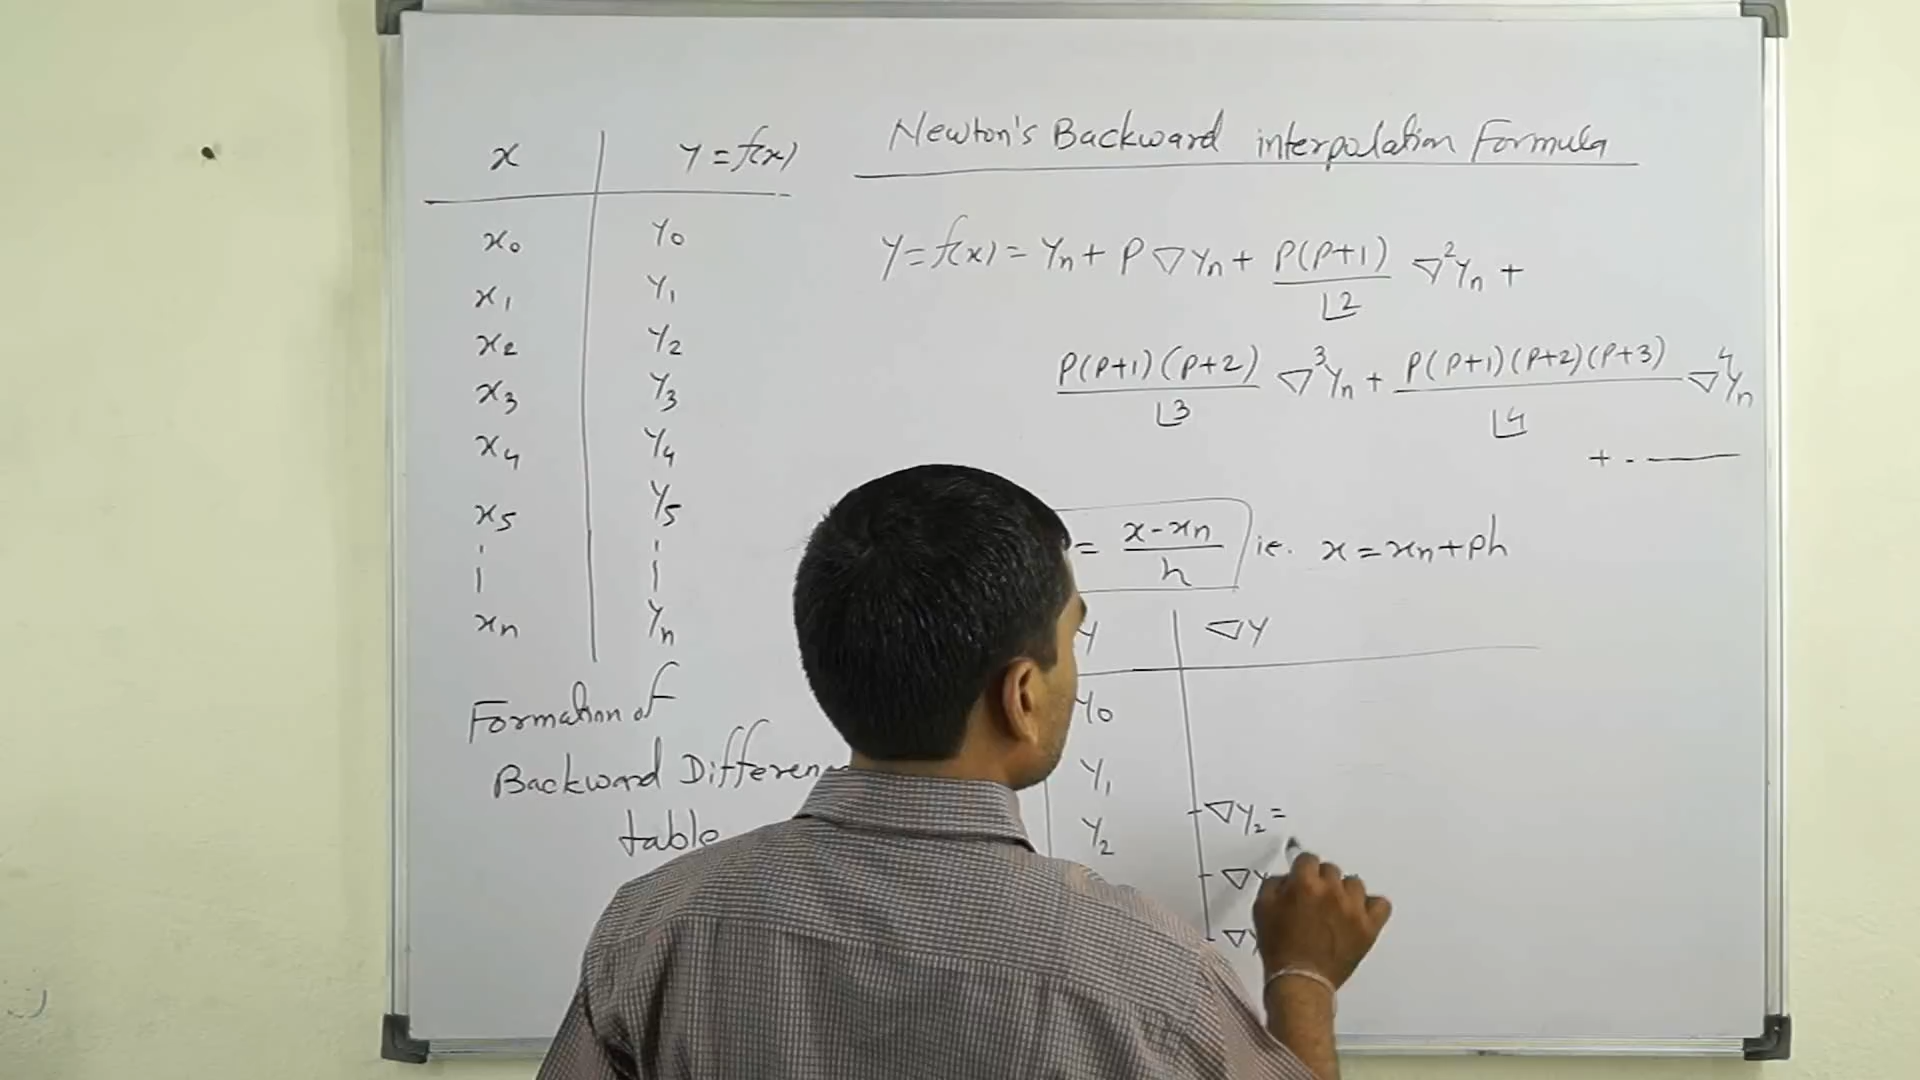 x | y = f(x)
x₀ y₀
x₁ y₁
x₂ y₂
x₃ y₃
x₄ y₄
x₅ y₅
xₙ yₙ
Formation of
Backward Differen
table
Newton's Backward interpolation Formula
y = f(x) = yₙ + P ∇yₙ + P(P+1)/⌊2 ∇²yₙ +
P(P+1)(P+2)/⌊3 ∇³yₙ + P(P+1)(P+2)(P+3)/⌊4 ∇⁴yₙ
+ - ———
= (x - xₙ)/h ie. x = xₙ + ph
y | ∇y
y₀
y₁
∇y₂ =
y₂
∇y
∇y